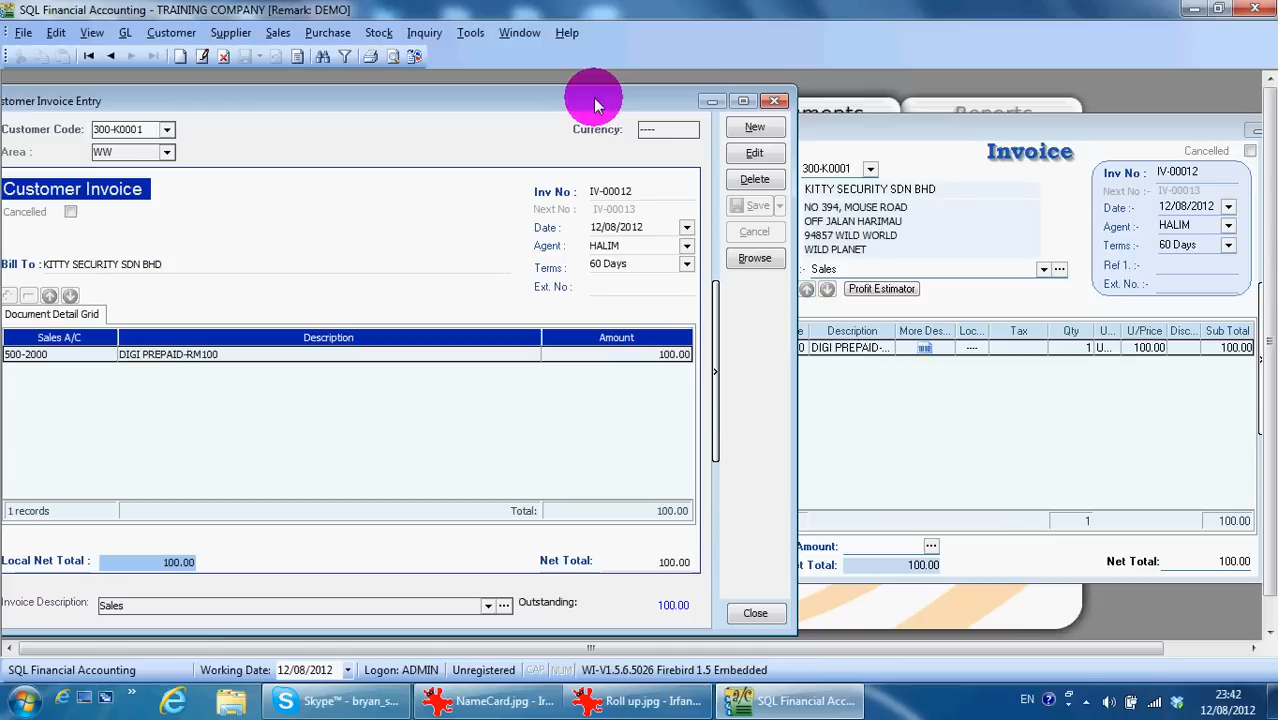 SQL Financial Accounting - TRAINING COMPANY [Remark: DEMO]
File Edit View GL Customer Supplier Sales Purchase Stock Inquiry Tools Window Help
stomer Invoice Entry
Customer Code: 300-K0001
Currency: ----
Area : WW
Customer Invoice
Cancelled
Inv No : IV-00012
Next No : IV-00013
Date : 12/08/2012
Agent : HALIM
Terms : 60 Days
Ext. No :
Bill To : KITTY SECURITY SDN BHD
Document Detail Grid
Sales A/C Description Amount
500-2000 DIGI PREPAID-RM100 100.00
1 records Total: 100.00
Local Net Total : 100.00 Net Total: 100.00
Invoice Description: Sales Outstanding: 100.00
New
Edit
Delete
Save
Cancel
Browse
Close
Reports
Invoice
Cancelled
300-K0001
KITTY SECURITY SDN BHD
NO 394, MOUSE ROAD
OFF JALAN HARIMAU
94857 WILD WORLD
WILD PLANET
Inv No : IV-00012
Next No :- IV-00013
Date :- 12/08/2012
Agent :- HALIM
Terms :- 60 Days
Ref 1. :-
Ext. No. :-
:- Sales
Profit Estimator
Description More Des... Loc... Tax Qty U... U/Price Disc... Sub Total
0 DIGI PREPAID-... ---- 1 U... 100.00 100.00
1 100.00
Amount:
t Total: 100.00 Net Total: 100.00
SQL Financial Accounting Working Date: 12/08/2012 Logon: ADMIN Unregistered CAP NUM WI-V1.5.6.5026 Firebird 1.5 Embedded
Skype™ - bryan_s... NameCard.jpg - Ir... Roll up.jpg - Irfan... SQL Financial Acc... EN 23:42
12/08/2012